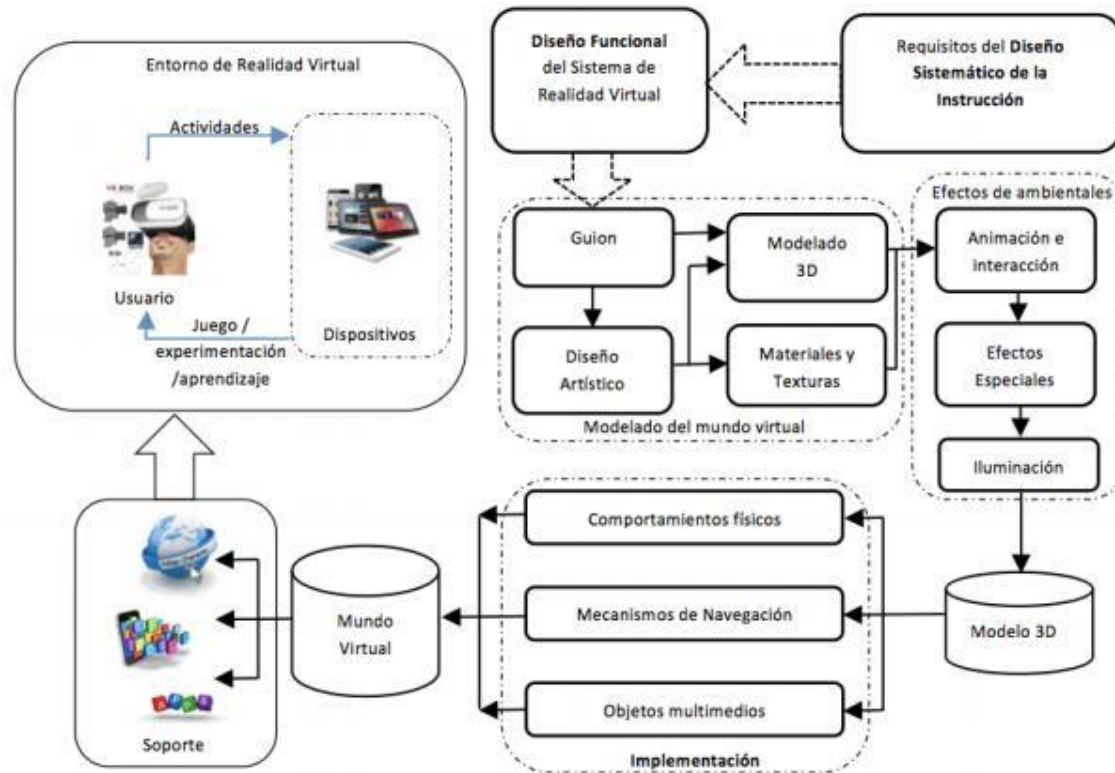 Entorno de Realidad Virtual
Actividades
Usuario
Juego /
experimentación
/aprendizaje
Dispositivos
Diseño Funcional
del Sistema de
Realidad Virtual
Requisitos del Diseño
Sistemático de la
Instrucción
Guion
Modelado
3D
Diseño
Artístico
Materiales y
Texturas
Modelado del mundo virtual
Efectos de ambientales
Animación e
interacción
Efectos
Especiales
Iluminación
Modelo 3D
Comportamientos físicos
Mecanismos de Navegación
Objetos multimedios
Implementación
Mundo
Virtual
Soporte